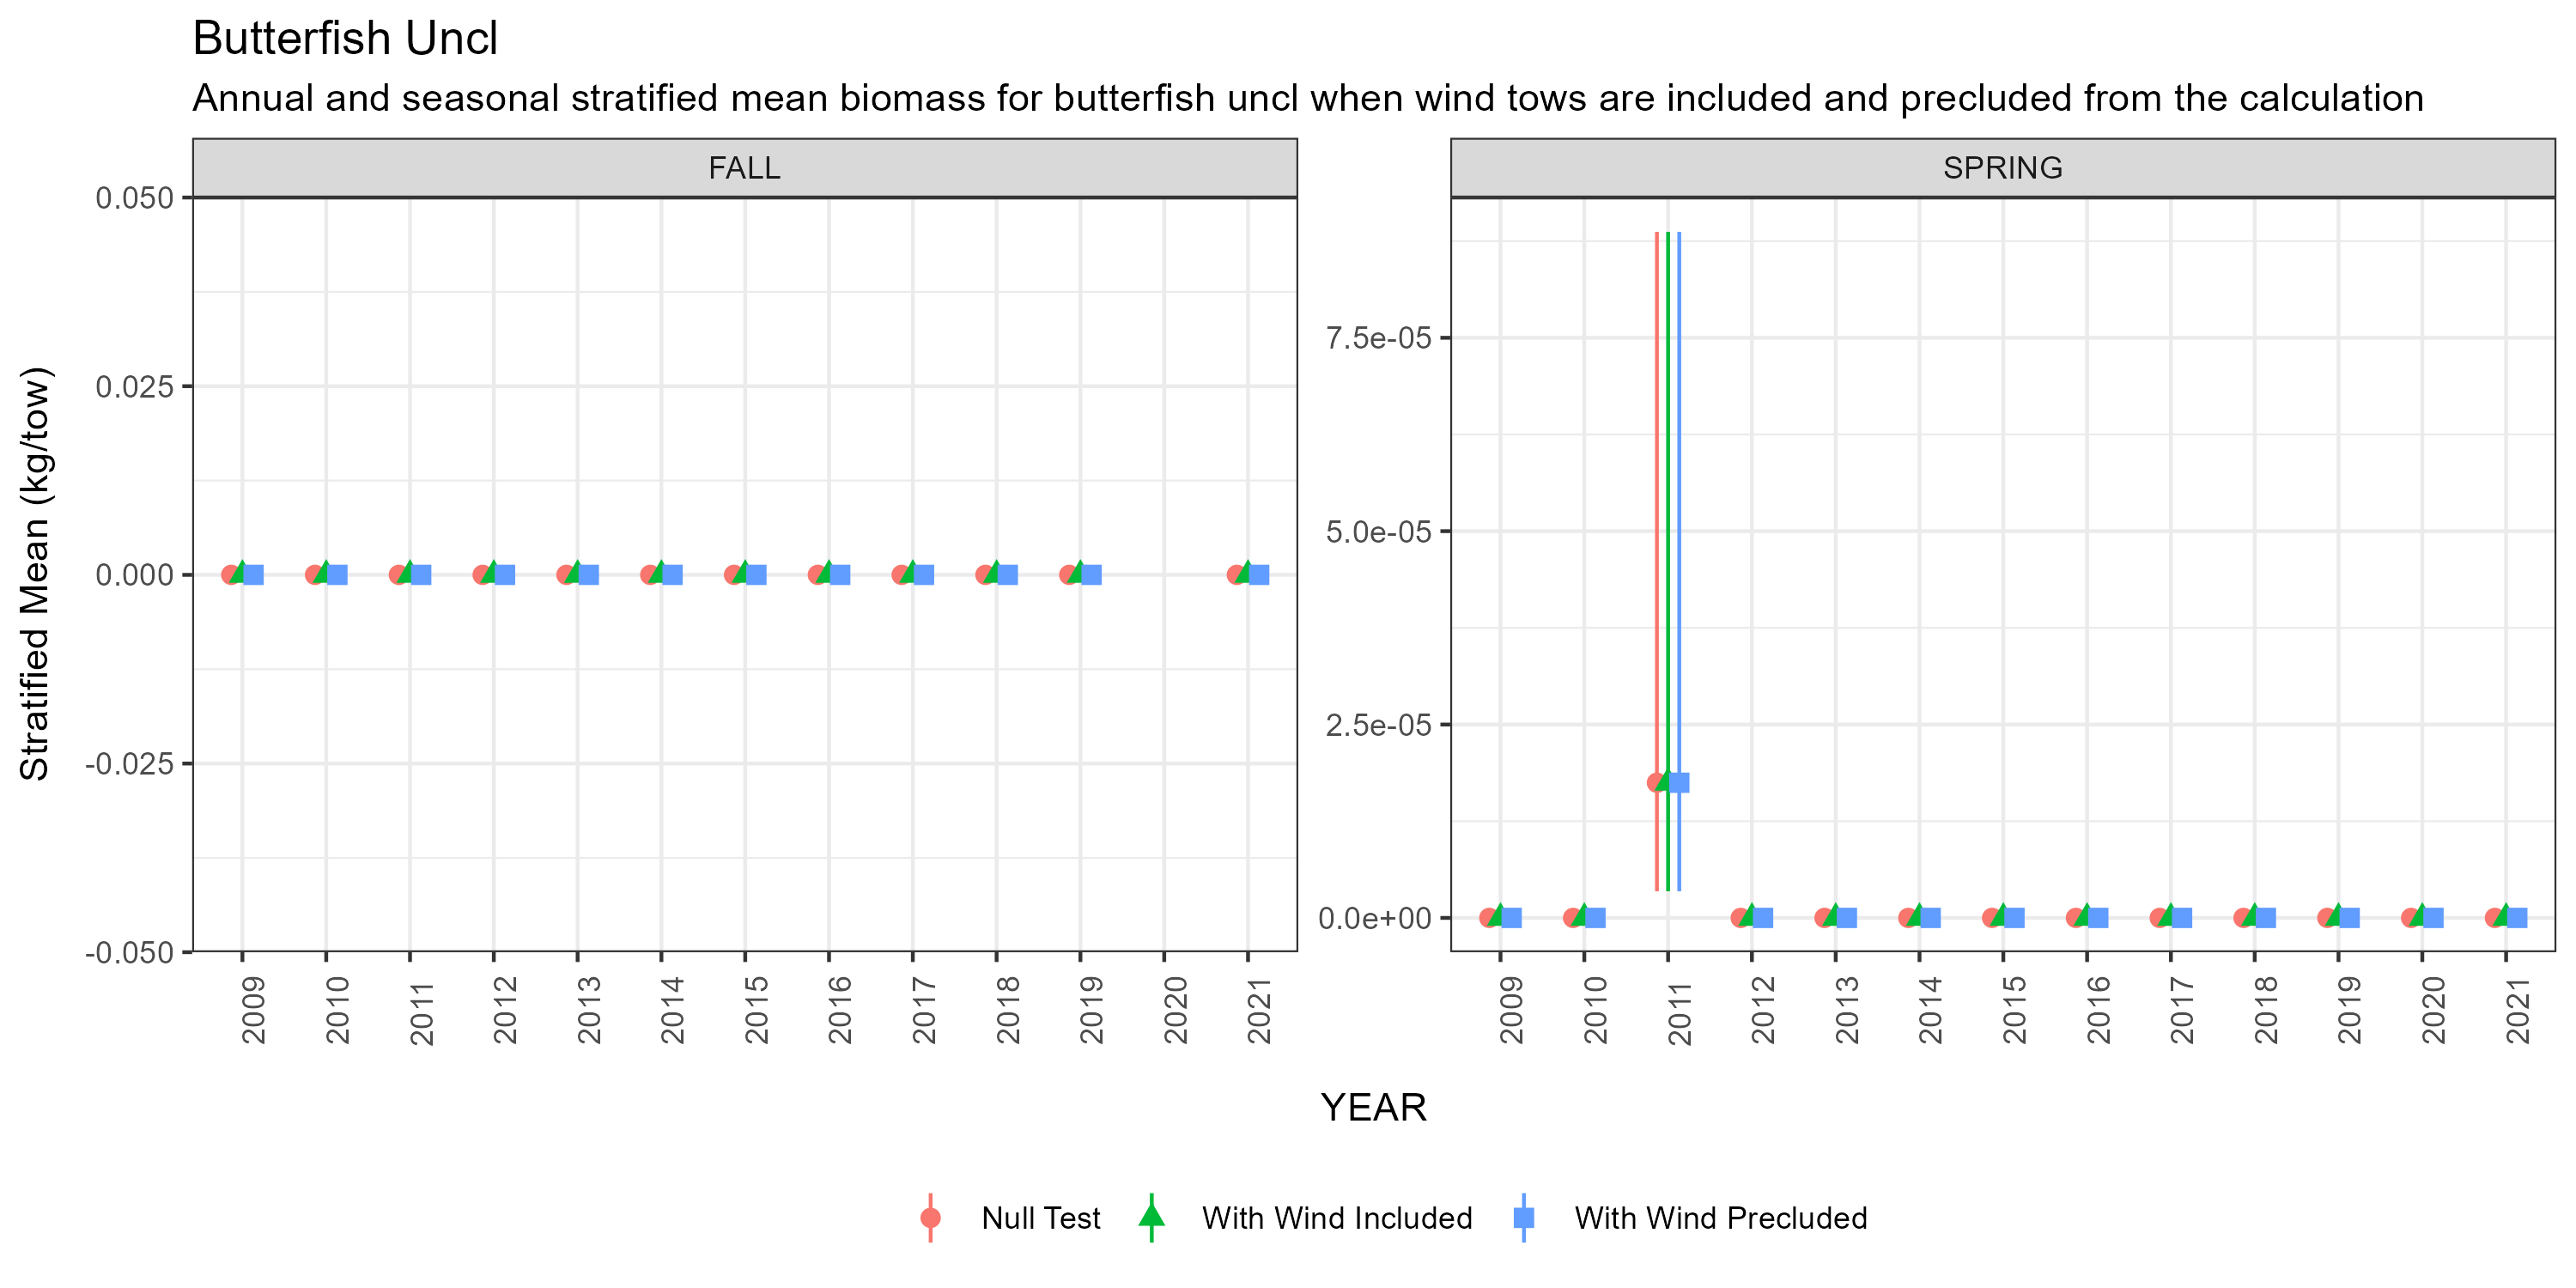 Butterfish Uncl
Annual and seasonal stratified mean biomass for butterfish uncl when wind tows are included and precluded from the calculation
FALL
SPRING
Stratified Mean (kg/tow)
0.050
0.025
0.000
-0.025
-0.050
7.5e-05
5.0e-05
2.5e-05
0.0e+00
2009 2010 2011 2012 2013 2014 2015 2016 2017 2018 2019 2020 2021
2009 2010 2011 2012 2013 2014 2015 2016 2017 2018 2019 2020 2021
YEAR
Null Test With Wind Included With Wind Precluded